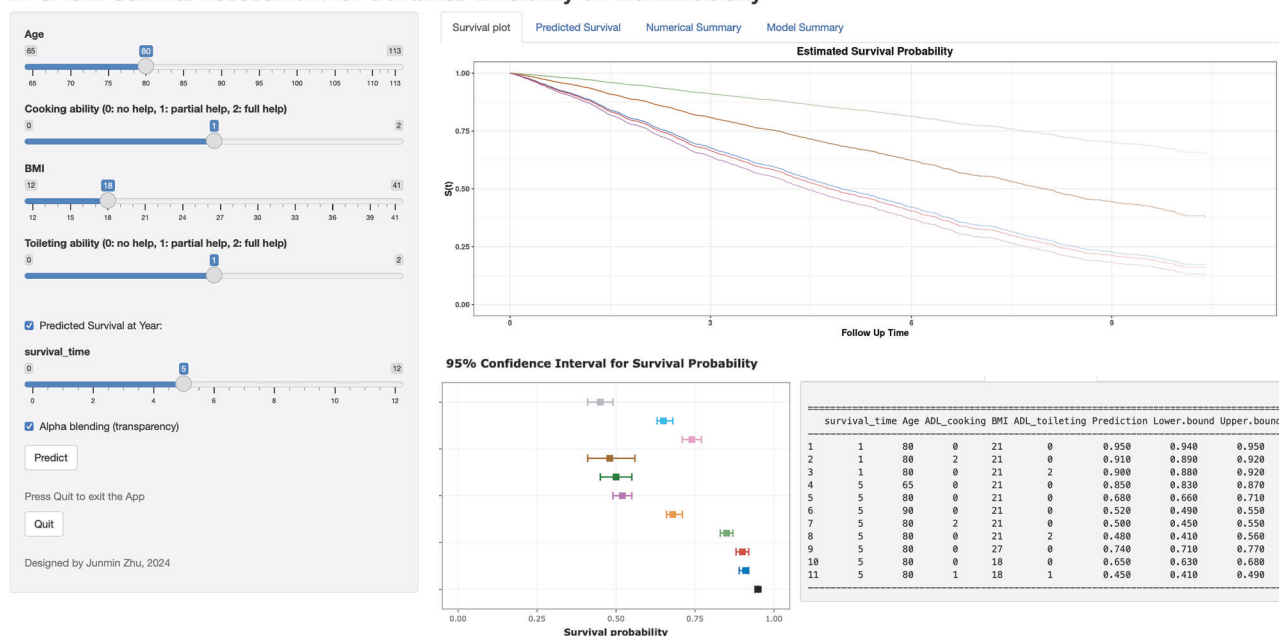 Age
65 80 113
65 70 75 80 85 90 95 100 105 110 113
Cooking ability (0: no help, 1: partial help, 2: full help)
0 1 2
BMI
12 18 41
12 15 18 21 24 27 30 33 36 39 41
Toileting ability (0: no help, 1: partial help, 2: full help)
0 1 2
Predicted Survival at Year:
survival_time
0 5 12
0 2 4 6 8 10 12
Alpha blending (transparency)
Predict
Press Quit to exit the App
Quit
Designed by Junmin Zhu, 2024
Survival plot Predicted Survival Numerical Summary Model Summary
Estimated Survival Probability
S(t)
1.00
0.75
0.50
0.25
0.00
0 3 6 9
Follow Up Time
95% Confidence Interval for Survival Probability
0.00 0.25 0.50 0.75 1.00
Survival probability
survival_time Age ADL_cooking BMI ADL_toileting Prediction Lower.bound Upper.bound
1 1 80 0 21 0 0.950 0.940 0.950
2 1 80 2 21 0 0.910 0.890 0.920
3 1 80 0 21 2 0.900 0.880 0.920
4 5 65 0 21 0 0.850 0.830 0.870
5 5 80 0 21 0 0.680 0.660 0.710
6 5 90 0 21 0 0.520 0.490 0.550
7 5 80 2 21 0 0.500 0.450 0.550
8 5 80 0 21 2 0.480 0.410 0.560
9 5 80 0 27 0 0.740 0.710 0.770
10 5 80 0 18 0 0.650 0.630 0.680
11 5 80 1 18 1 0.450 0.410 0.490